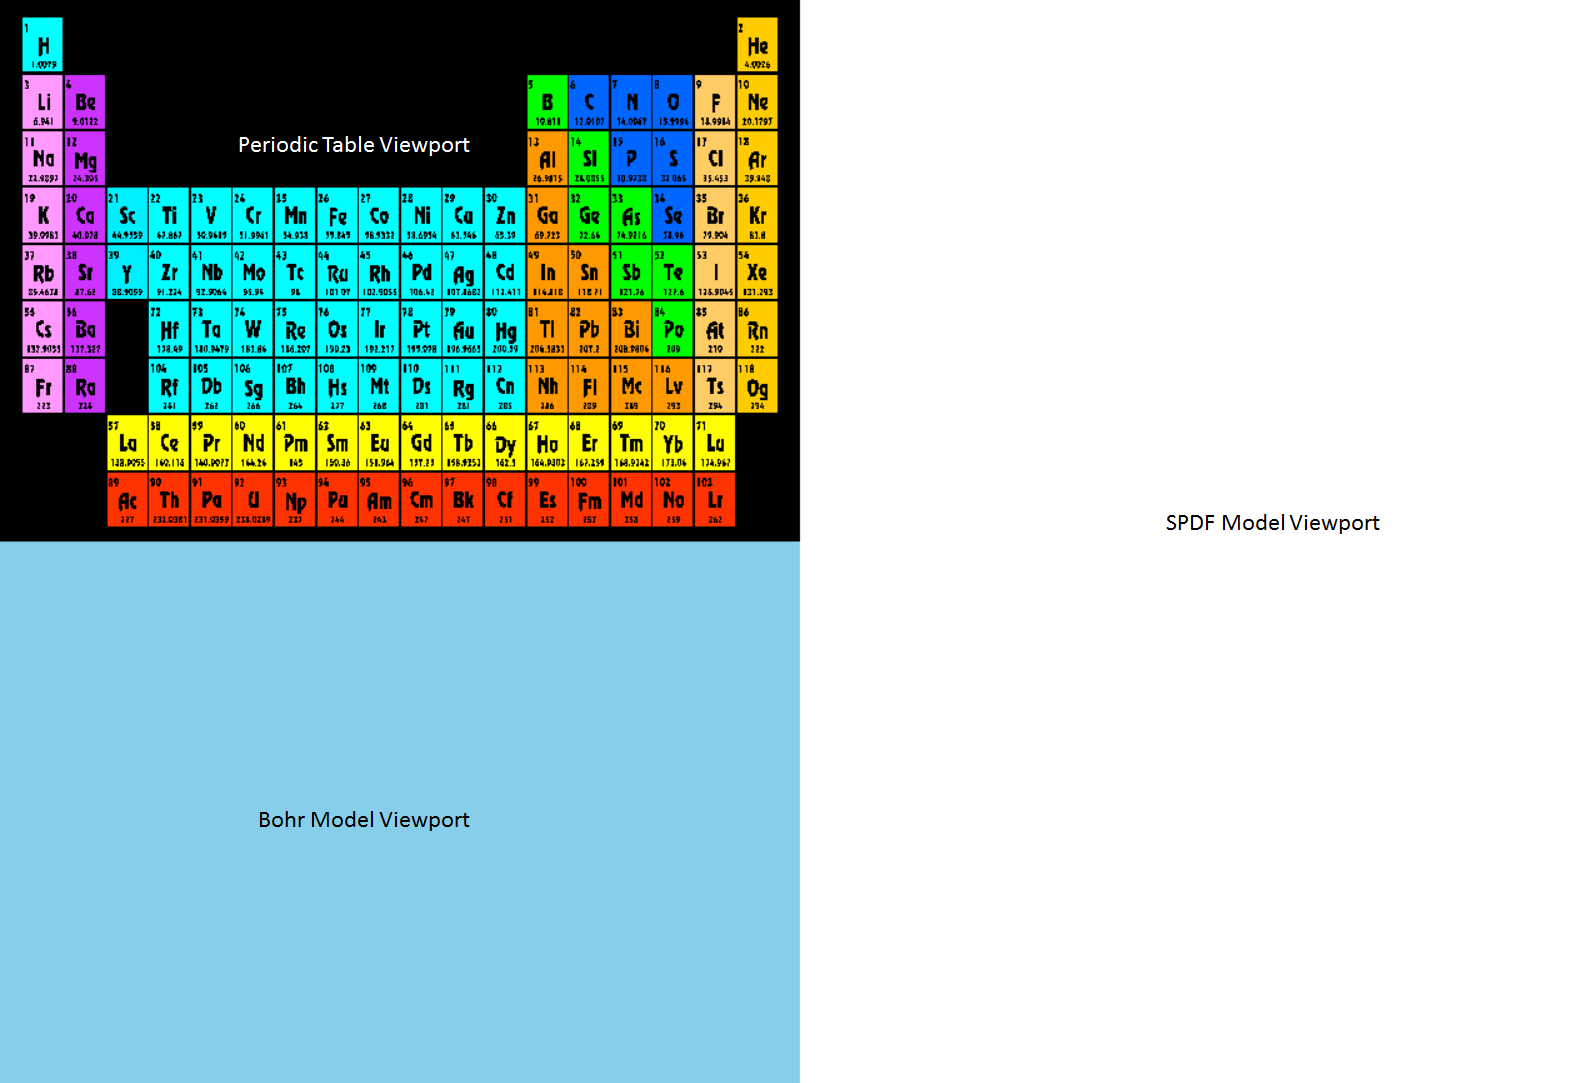 1 2
H He
1.0079 4.0026
3 4 5 6 7 8 9 10
Li Be B C N O F Ne
6.941 9.0122 10.811 12.0107 14.0067 15.9994 18.9984 20.1797
Periodic Table Viewport
11 12 13 14 15 16 17 18
Na Mg Al Si P S Cl Ar
22.9897 24.305 26.9815 28.0855 30.9738 32.065 35.453 39.948
19 20 21 22 23 24 25 26 27 28 29 30 31 32 33 34 35 36
K Ca Sc Ti V Cr Mn Fe Co Ni Cu Zn Ga Ge As Se Br Kr
39.0983 40.078 44.9559 47.867 50.9415 51.9961 54.938 55.845 58.9332 58.6934 63.546 65.39 69.723 72.64 74.9216 78.96 79.904 83.8
37 38 39 40 41 42 43 44 45 46 47 48 49 50 51 52 53 54
Rb Sr Y Zr Nb Mo Tc Ru Rh Pd Ag Cd In Sn Sb Te I Xe
85.4678 87.62 88.9059 91.224 92.9064 95.94 98 101.07 102.9055 106.42 107.8682 112.411 114.818 118.71 121.76 127.6 126.9045 131.293
55 56 72 73 74 75 76 77 78 79 80 81 82 83 84 85 86
Cs Ba Hf Ta W Re Os Ir Pt Au Hg Tl Pb Bi Po At Rn
132.9055 137.327 178.49 180.9479 183.84 186.207 190.23 192.217 195.078 196.9665 200.59 204.3833 207.2 208.9804 209 210 222
87 88 104 105 106 107 108 109 110 111 112 113 114 115 116 117 118
Fr Ra Rf Db Sg Bh Hs Mt Ds Rg Cn Nh Fl Mc Lv Ts Og
223 226 261 262 266 264 277 268 281 285 286 289 289 293 294 294
57 58 59 60 61 62 63 64 65 66 67 68 69 70 71
La Ce Pr Nd Pm Sm Eu Gd Tb Dy Ho Er Tm Yb Lu
138.9055 140.116 140.9077 144.24 145 150.36 151.964 157.25 158.9253 162.5 164.9303 167.259 168.9342 173.04 174.967
89 90 91 92 93 94 95 96 97 98 99 100 101 102 103
Ac Th Pa U Np Pu Am Cm Bk Cf Es Fm Md No Lr
227 232.0381 231.0359 238.0289 237 244 243 247 247 251 252 257 258 259 262
SPDF Model Viewport
Bohr Model Viewport